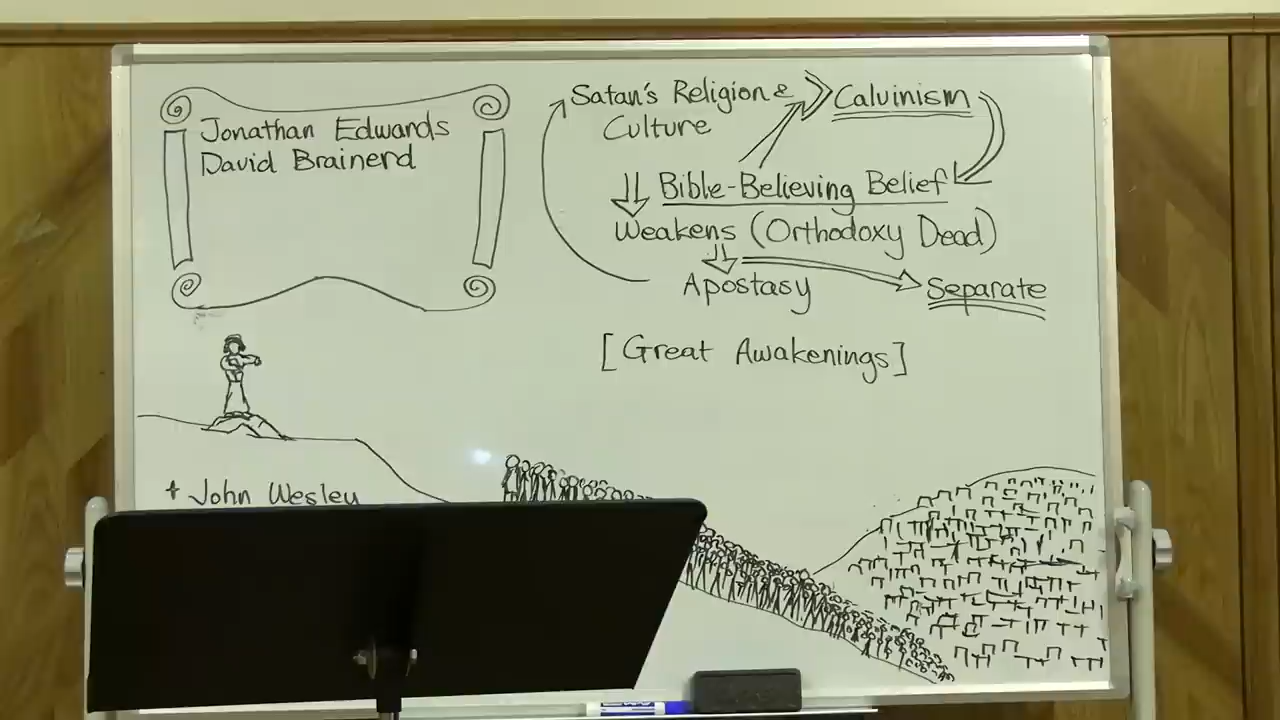 Jonathan Edwards
David Brainerd
Satan's Religion &
Culture
Calvinism
Bible-Believing Belief
Weakens (Orthodoxy Dead)
Apostasy
Separate
[Great Awakenings]
+ John Wesley